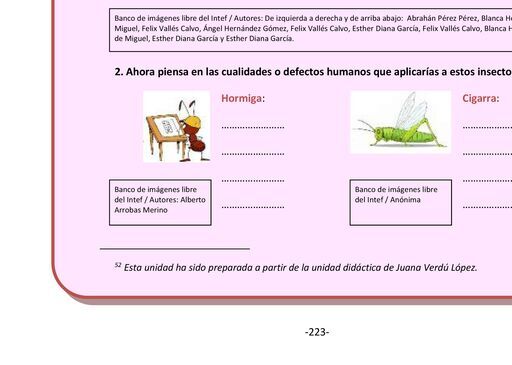 Banco de imágenes libre del Intef / Autores: De izquierda a derecha y de arriba abajo: Abrahán Pérez Pérez, Blanca
Miguel, Felix Vallés Calvo, Ángel Hernández Gómez, Felix Vallés Calvo, Esther Diana García, Felix Vallés Calvo, Blanca
de Miguel, Esther Diana García y Esther Diana García.
2. Ahora piensa en las cualidades o defectos humanos que aplicarías a estos insecto
Hormiga:
Cigarra:
........................
........................
........................
........................
Banco de imágenes libre
del Intef / Autores: Alberto
Arrobas Merino
Banco de imágenes libre
del Intef / Anónima
52 Esta unidad ha sido preparada a partir de la unidad didáctica de Juana Verdú López.
-223-